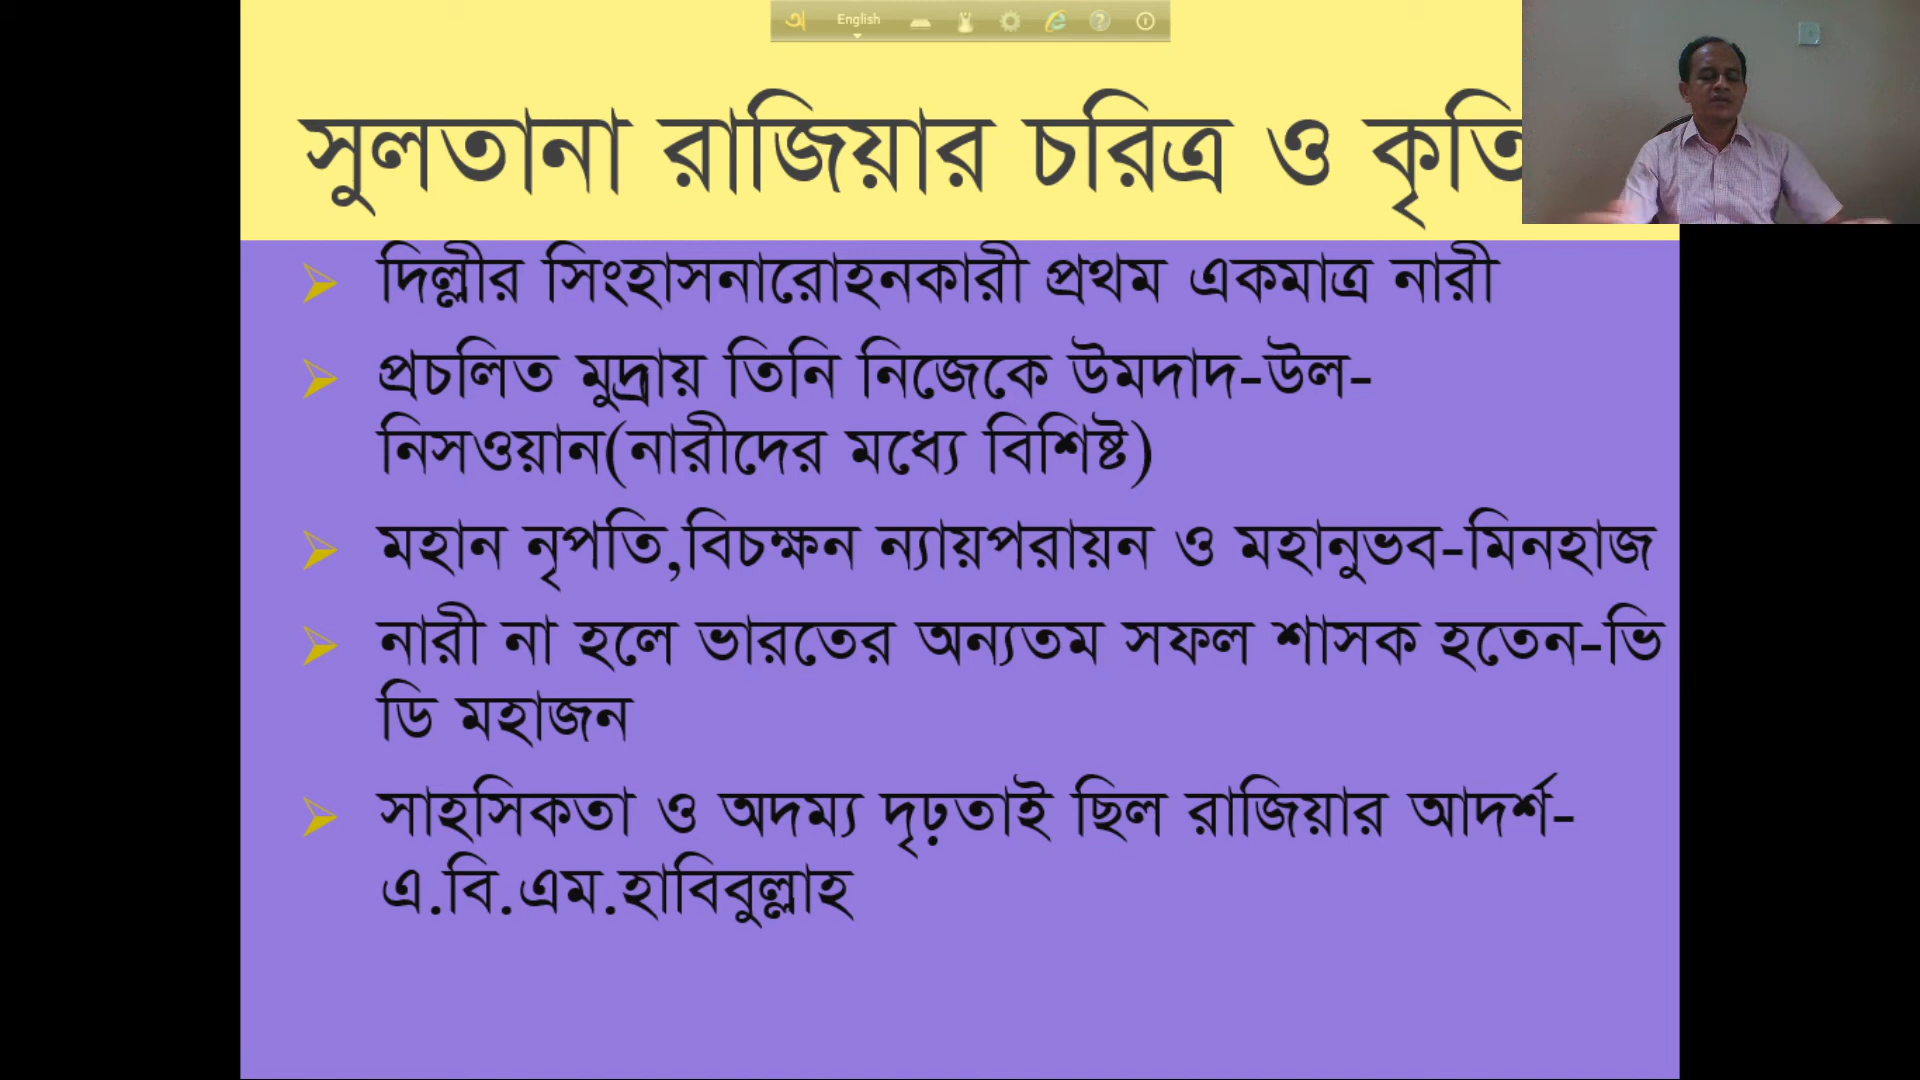 English
সুলতানা রাজিয়ার চরিত্র ও কৃতি
দিল্লীর সিংহাসনারোহনকারী প্রথম একমাত্র নারী
প্রচলিত মুদ্রায় তিনি নিজেকে উমদাদ-উল-
নিসওয়ান(নারীদের মধ্যে বিশিষ্ট)
মহান নৃপতি,বিচক্ষন ন্যায়পরায়ন ও মহানুভব-মিনহাজ
নারী না হলে ভারতের অন্যতম সফল শাসক হতেন-ভি
ডি মহাজন
সাহসিকতা ও অদম্য দৃঢ়তাই ছিল রাজিয়ার আদর্শ-
এ.বি.এম.হাবিবুল্লাহ